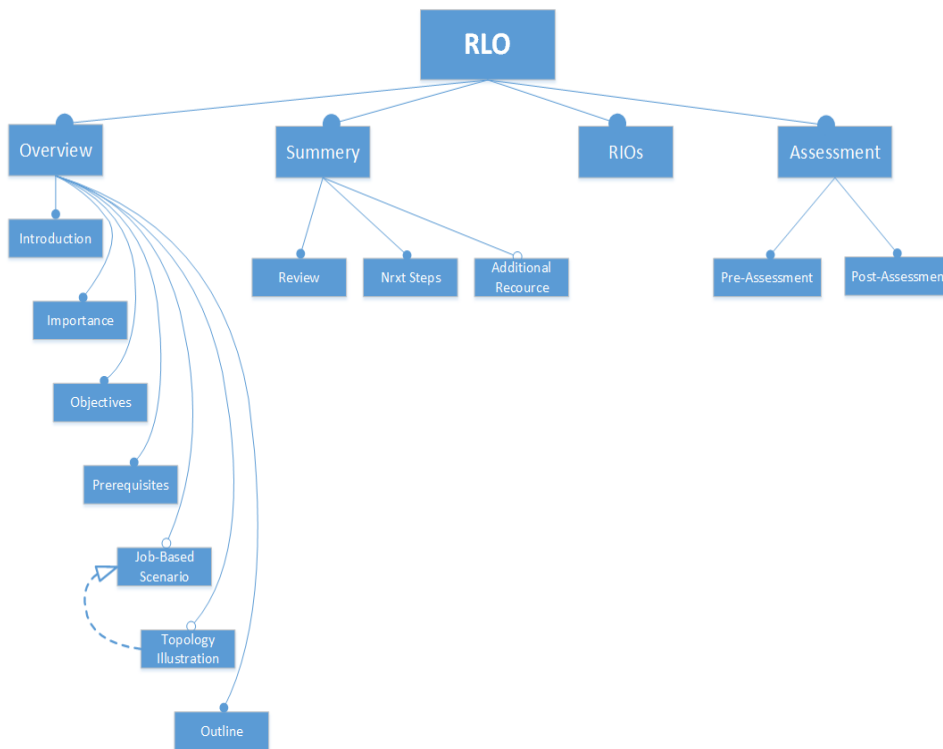 RLO
Overview
Summery
RIOs
Assessment
Introduction
Review
Nrxt Steps
Additional
Recource
Pre-Assessment
Post-Assessment
Importance
Objectives
Prerequisites
Job-Based
Scenario
Topology
Illustration
Outline